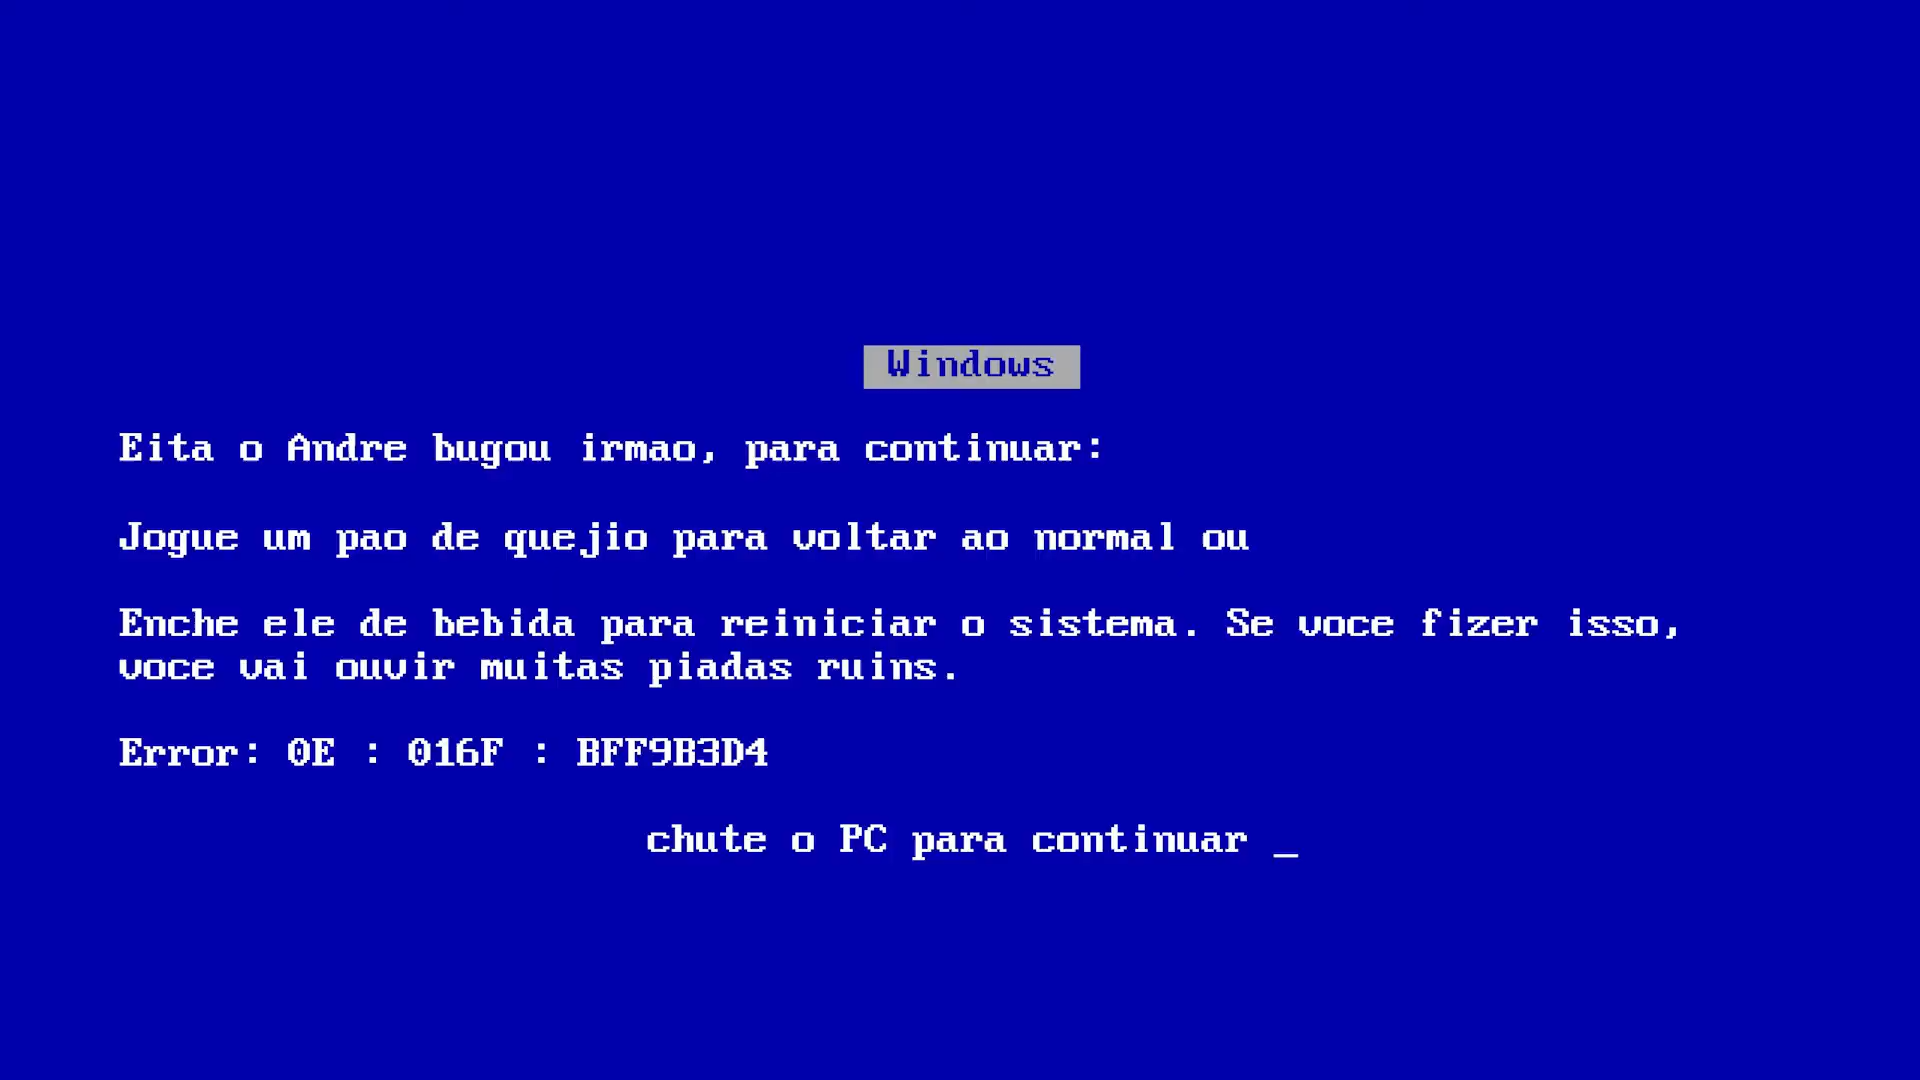 Windows
Eita o Andre bugou irmao, para continuar:
Jogue um pao de quejio para voltar ao normal ou
Enche ele de bebida para reiniciar o sistema. Se voce fizer isso,
voce vai ouvir muitas piadas ruins.
Error: 0E : 016F : BFF9B3D4
chute o PC para continuar _